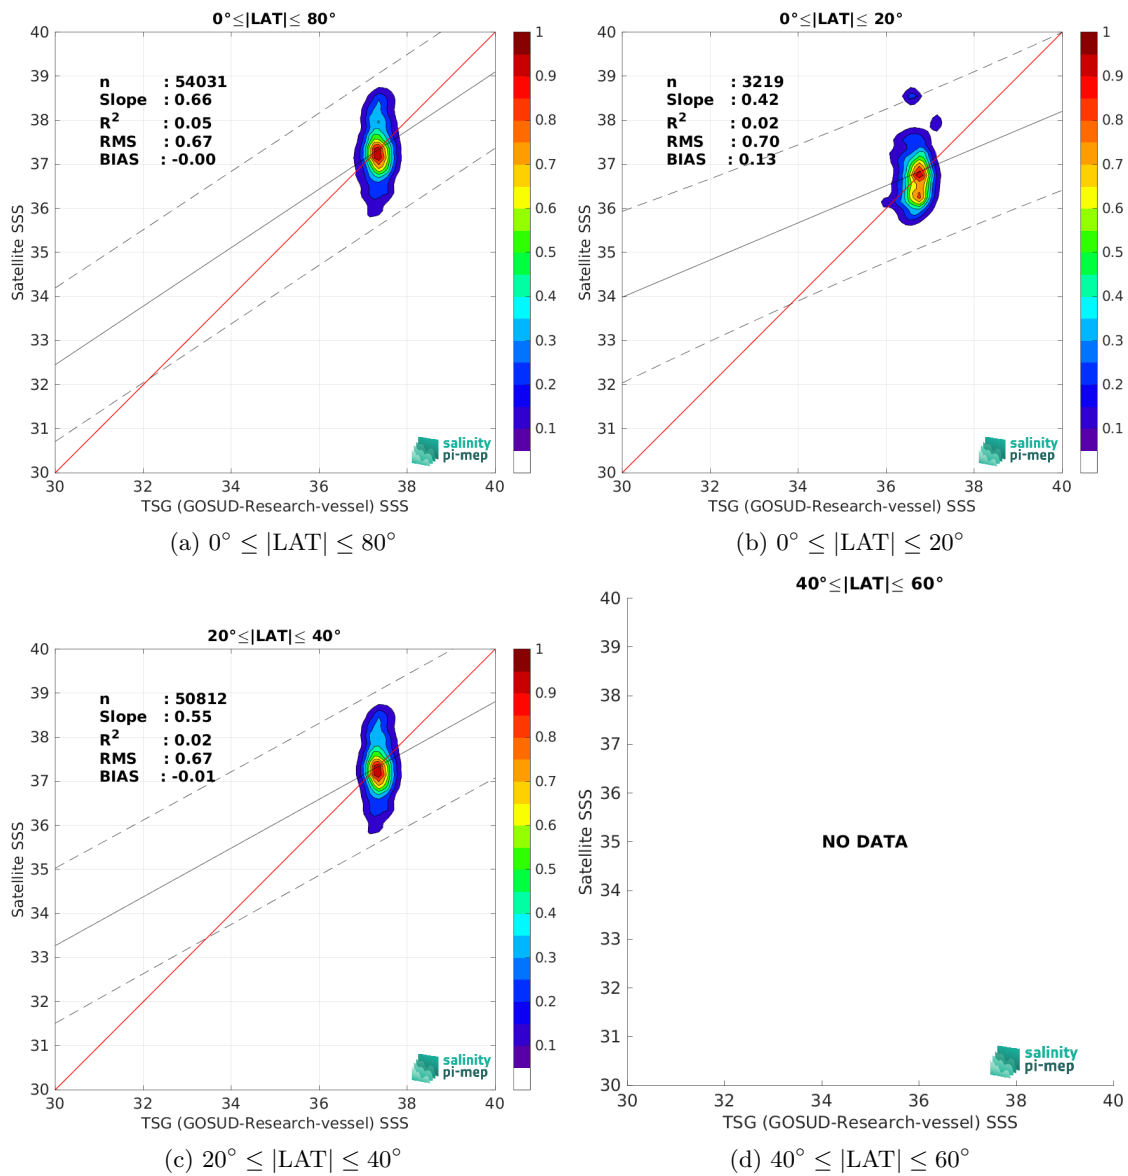 0°≤|LAT|≤ 80°
40
39
38
37
36
35
34
33
32
31
30
Satellite SSS
n : 54031
Slope : 0.66
R2 : 0.05
RMS : 0.67
BIAS : -0.00
salinity
pi-mep
30 32 34 36 38 40
TSG (GOSUD-Research-vessel) SSS
1
0.9
0.8
0.7
0.6
0.5
0.4
0.3
0.2
0.1
(a) 0° ≤ |LAT| ≤ 80°
0°≤|LAT|≤ 20°
40
39
38
37
36
35
34
33
32
31
30
Satellite SSS
n : 3219
Slope : 0.42
R2 : 0.02
RMS : 0.70
BIAS : 0.13
salinity
pi-mep
30 32 34 36 38 40
TSG (GOSUD-Research-vessel) SSS
1
0.9
0.8
0.7
0.6
0.5
0.4
0.3
0.2
0.1
(b) 0° ≤ |LAT| ≤ 20°
20°≤|LAT|≤ 40°
40
39
38
37
36
35
34
33
32
31
30
Satellite SSS
n : 50812
Slope : 0.55
R2 : 0.02
RMS : 0.67
BIAS : -0.01
salinity
pi-mep
30 32 34 36 38 40
TSG (GOSUD-Research-vessel) SSS
1
0.9
0.8
0.7
0.6
0.5
0.4
0.3
0.2
0.1
(c) 20° ≤ |LAT| ≤ 40°
40°≤|LAT|≤ 60°
40
39
38
37
36
35
34
33
32
31
30
Satellite SSS
NO DATA
salinity
pi-mep
30 32 34 36 38 40
TSG (GOSUD-Research-vessel) SSS
(d) 40° ≤ |LAT| ≤ 60°